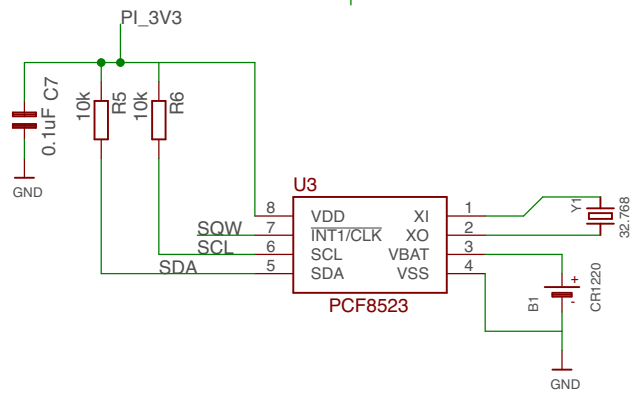 PI_3V3
0.1uF C7
10k R5
10k R6
GND
U3
8 VDD XI 1
SQW 7 INT1/CLK XO 2
SCL 6 SCL VBAT 3
SDA 5 SDA VSS 4
PCF8523
Y1
32.768
B1 + - CR1220
GND